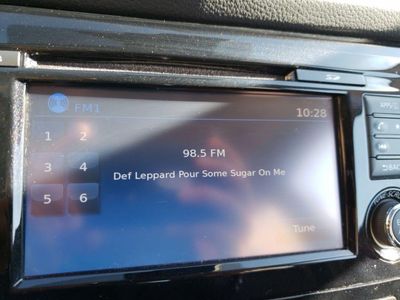 FM1
10:28
1 2
98.5 FM
3 4
Def Leppard Pour Some Sugar On Me
5 6
Tune
BACK